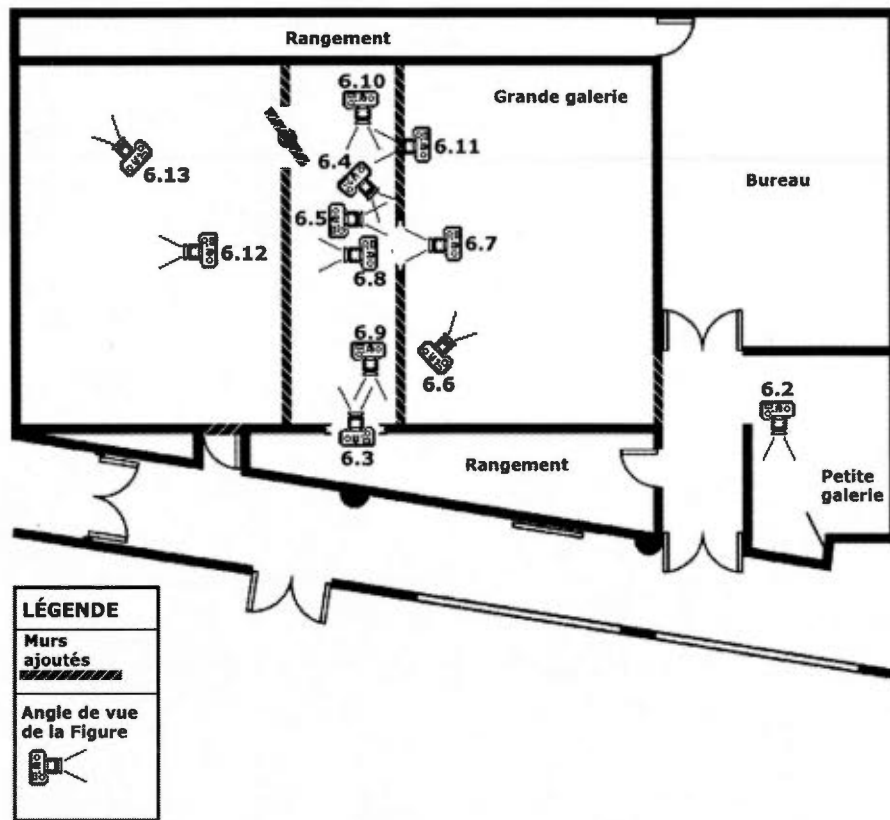 Rangement
6.10
Grande galerie
6.11
6.4
6.13
Bureau
6.5
6.7
6.12
6.8
6.9
6.6
6.2
6.3
Rangement
Petite
galerie
LÉGENDE
Murs
ajoutés
Angle de vue
de la Figure